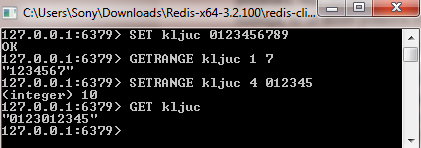 C:\Users\Sony\Downloads\Redis-x64-3.2.100\redis-cli...
127.0.0.1:6379> SET kljuc 0123456789
OK
127.0.0.1:6379> GETRANGE kljuc 1 7
"1234567"
127.0.0.1:6379> SETRANGE kljuc 4 012345
(integer) 10
127.0.0.1:6379> GET kljuc
"0123012345"
127.0.0.1:6379>